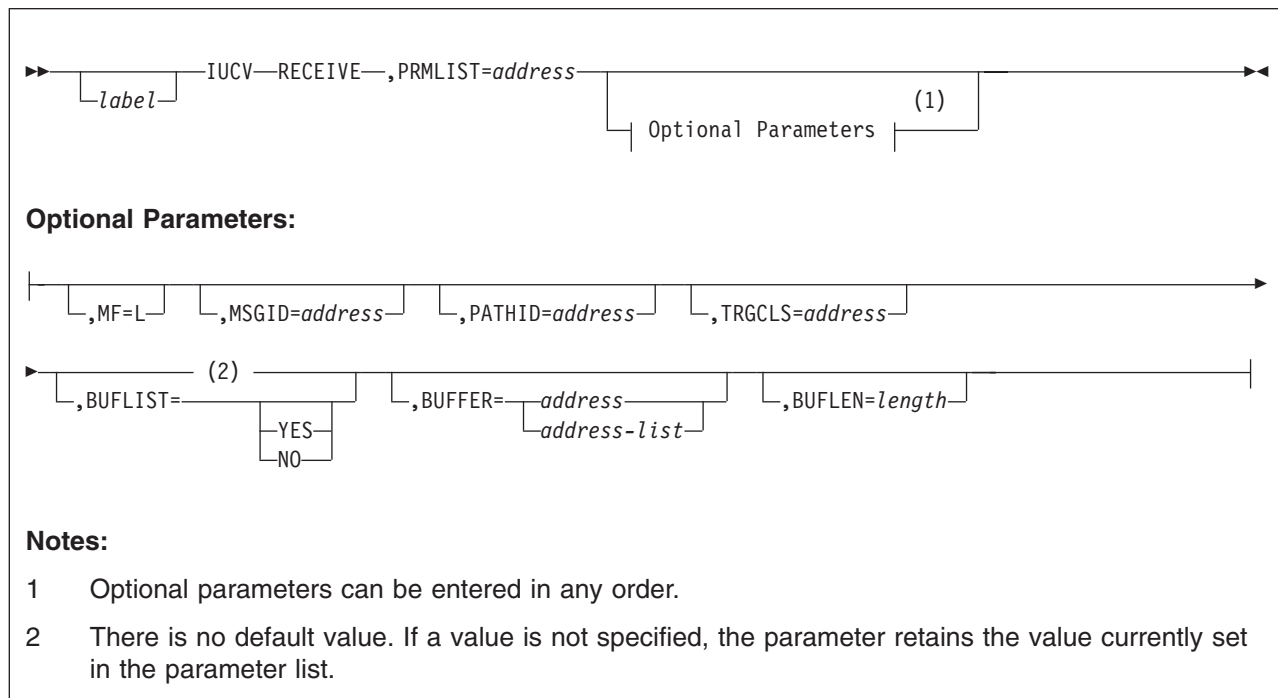 IUCV RECEIVE ,PRMLIST=address
label
(1)
Optional Parameters
Optional Parameters:
,MF=L ,MSGID=address ,PATHID=address ,TRGCLS=address
(2)
,BUFLIST= ,BUFFER= address ,BUFLEN=length
YES address-list
NO
Notes:
1 Optional parameters can be entered in any order.
2 There is no default value. If a value is not specified, the parameter retains the value currently set
in the parameter list.